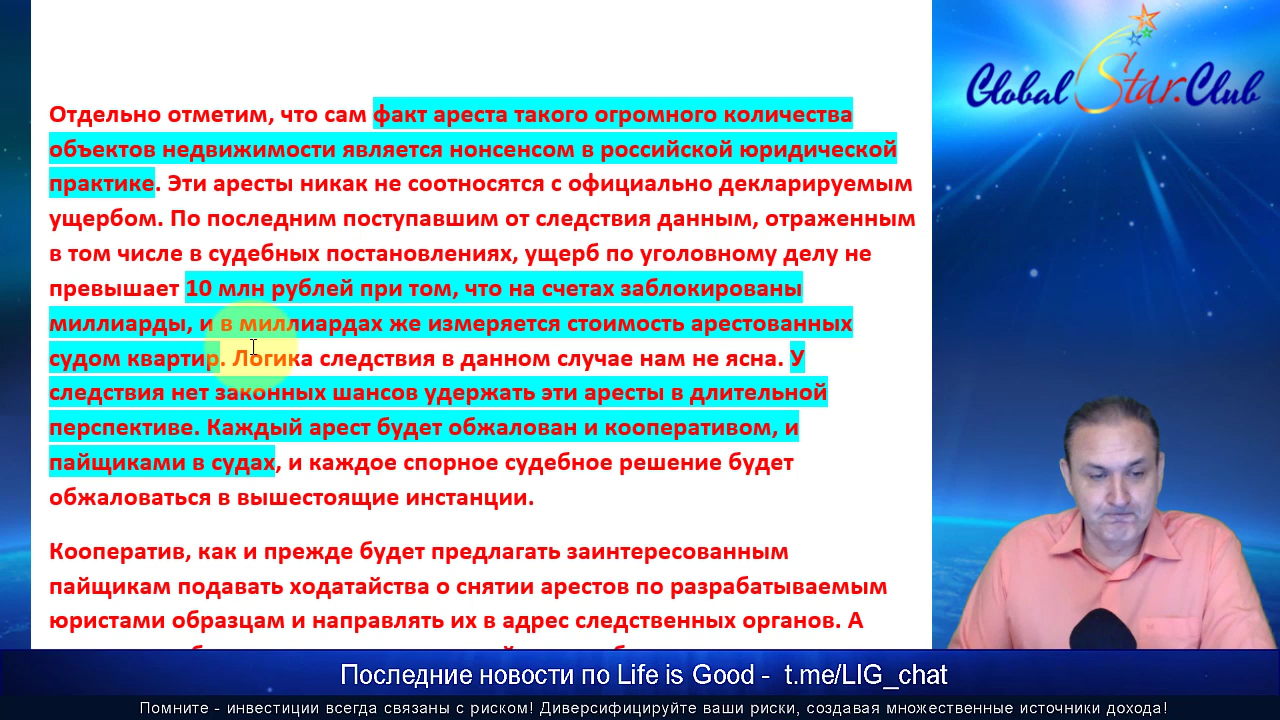 Global Star.Club
Отдельно отметим, что сам факт ареста такого огромного количества
объектов недвижимости является нонсенсом в российской юридической
практике. Эти аресты никак не соотносятся с официально декларируемым
ущербом. По последним поступавшим от следствия данным, отраженным
в том числе в судебных постановлениях, ущерб по уголовному делу не
превышает 10 млн рублей при том, что на счетах заблокированы
миллиарды, и в миллиардах же измеряется стоимость арестованных
судом квартир. Логика следствия в данном случае нам не ясна. У
следствия нет законных шансов удержать эти аресты в длительной
перспективе. Каждый арест будет обжалован и кооперативом, и
пайщиками в судах, и каждое спорное судебное решение будет
обжаловаться в вышестоящие инстанции.
Кооператив, как и прежде будет предлагать заинтересованным
пайщикам подавать ходатайства о снятии арестов по разрабатываемым
юристами образцам и направлять их в адрес следственных органов. А
Последние новости по Life is Good - t.me/LIG_chat
Помните - инвестиции всегда связаны с риском! Диверсифицируйте ваши риски, создавая множественные источники дохода!